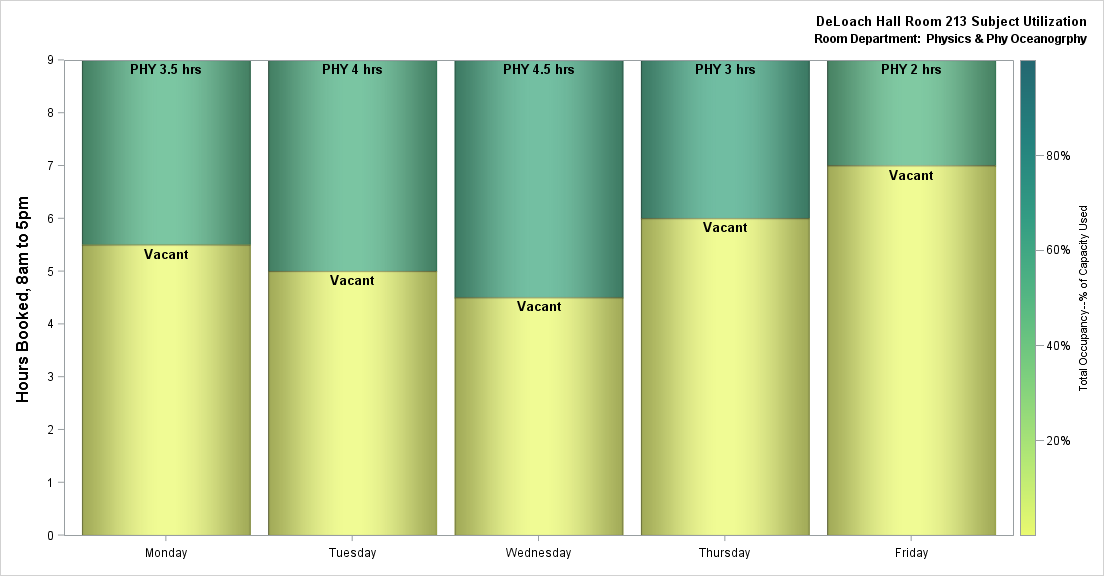 DeLoach Hall Room 213 Subject Utilization
Room Department: Physics & Phy Oceanogrphy
Hours Booked, 8am to 5pm
9
8
7
6
5
4
3
2
1
0
PHY 3.5 hrs
PHY 4 hrs
PHY 4.5 hrs
PHY 3 hrs
PHY 2 hrs
Vacant
Vacant
Vacant
Vacant
Vacant
Monday
Tuesday
Wednesday
Thursday
Friday
80%
60%
40%
20%
Total Occupancy--% of Capacity Used